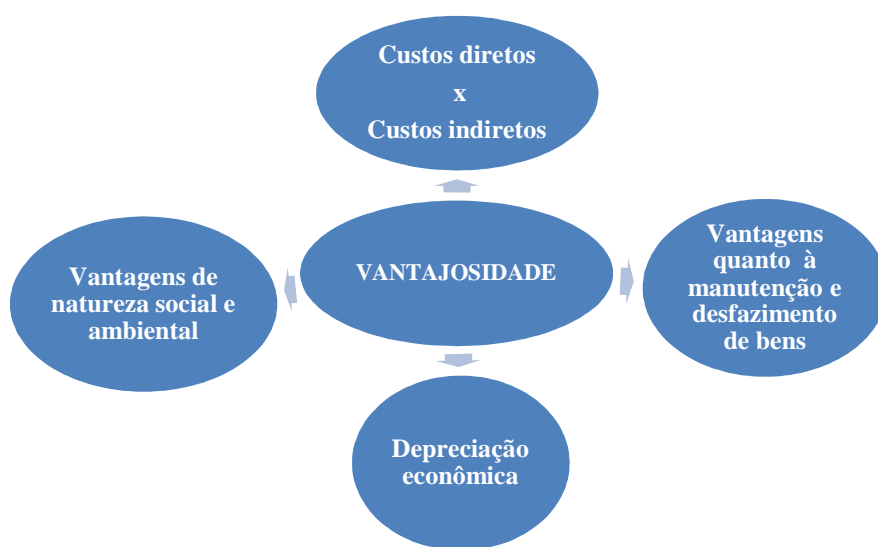 Custos diretos
x
Custos indiretos
VANTAJOSIDADE
Vantagens
quanto à
manutenção e
desfazimento
de bens
Vantagens de
natureza social e
ambiental
Depreciação
econômica